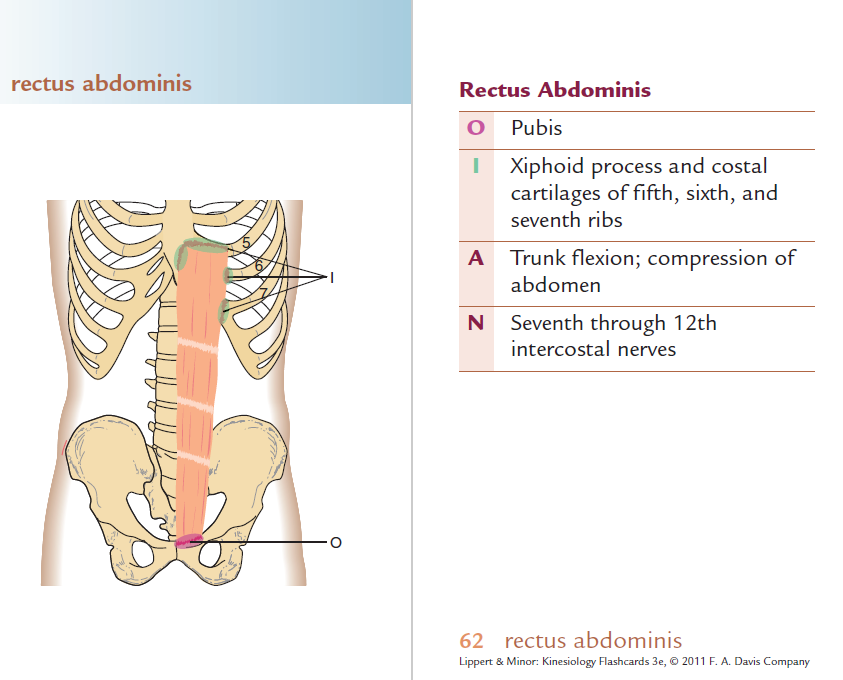 rectus abdominis
5
6
7
I
O
Rectus Abdominis
O Pubis
I Xiphoid process and costal
cartilages of fifth, sixth, and
seventh ribs
A Trunk flexion; compression of
abdomen
N Seventh through 12th
intercostal nerves
62 rectus abdominis
Lippert & Minor: Kinesiology Flashcards 3e, © 2011 F. A. Davis Company